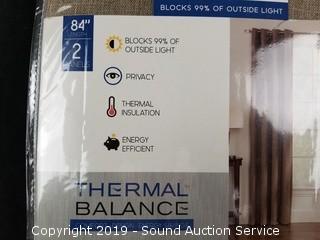 BLOCKS 99% OF OUTSIDE LIGHT
84"
2
BLOCKS 99% OF
OUTSIDE LIGHT
PRIVACY
THERMAL
INSULATION
ENERGY
EFFICIENT
THERMAL
BALANCE
Copyright 2019 - Sound Auction Service